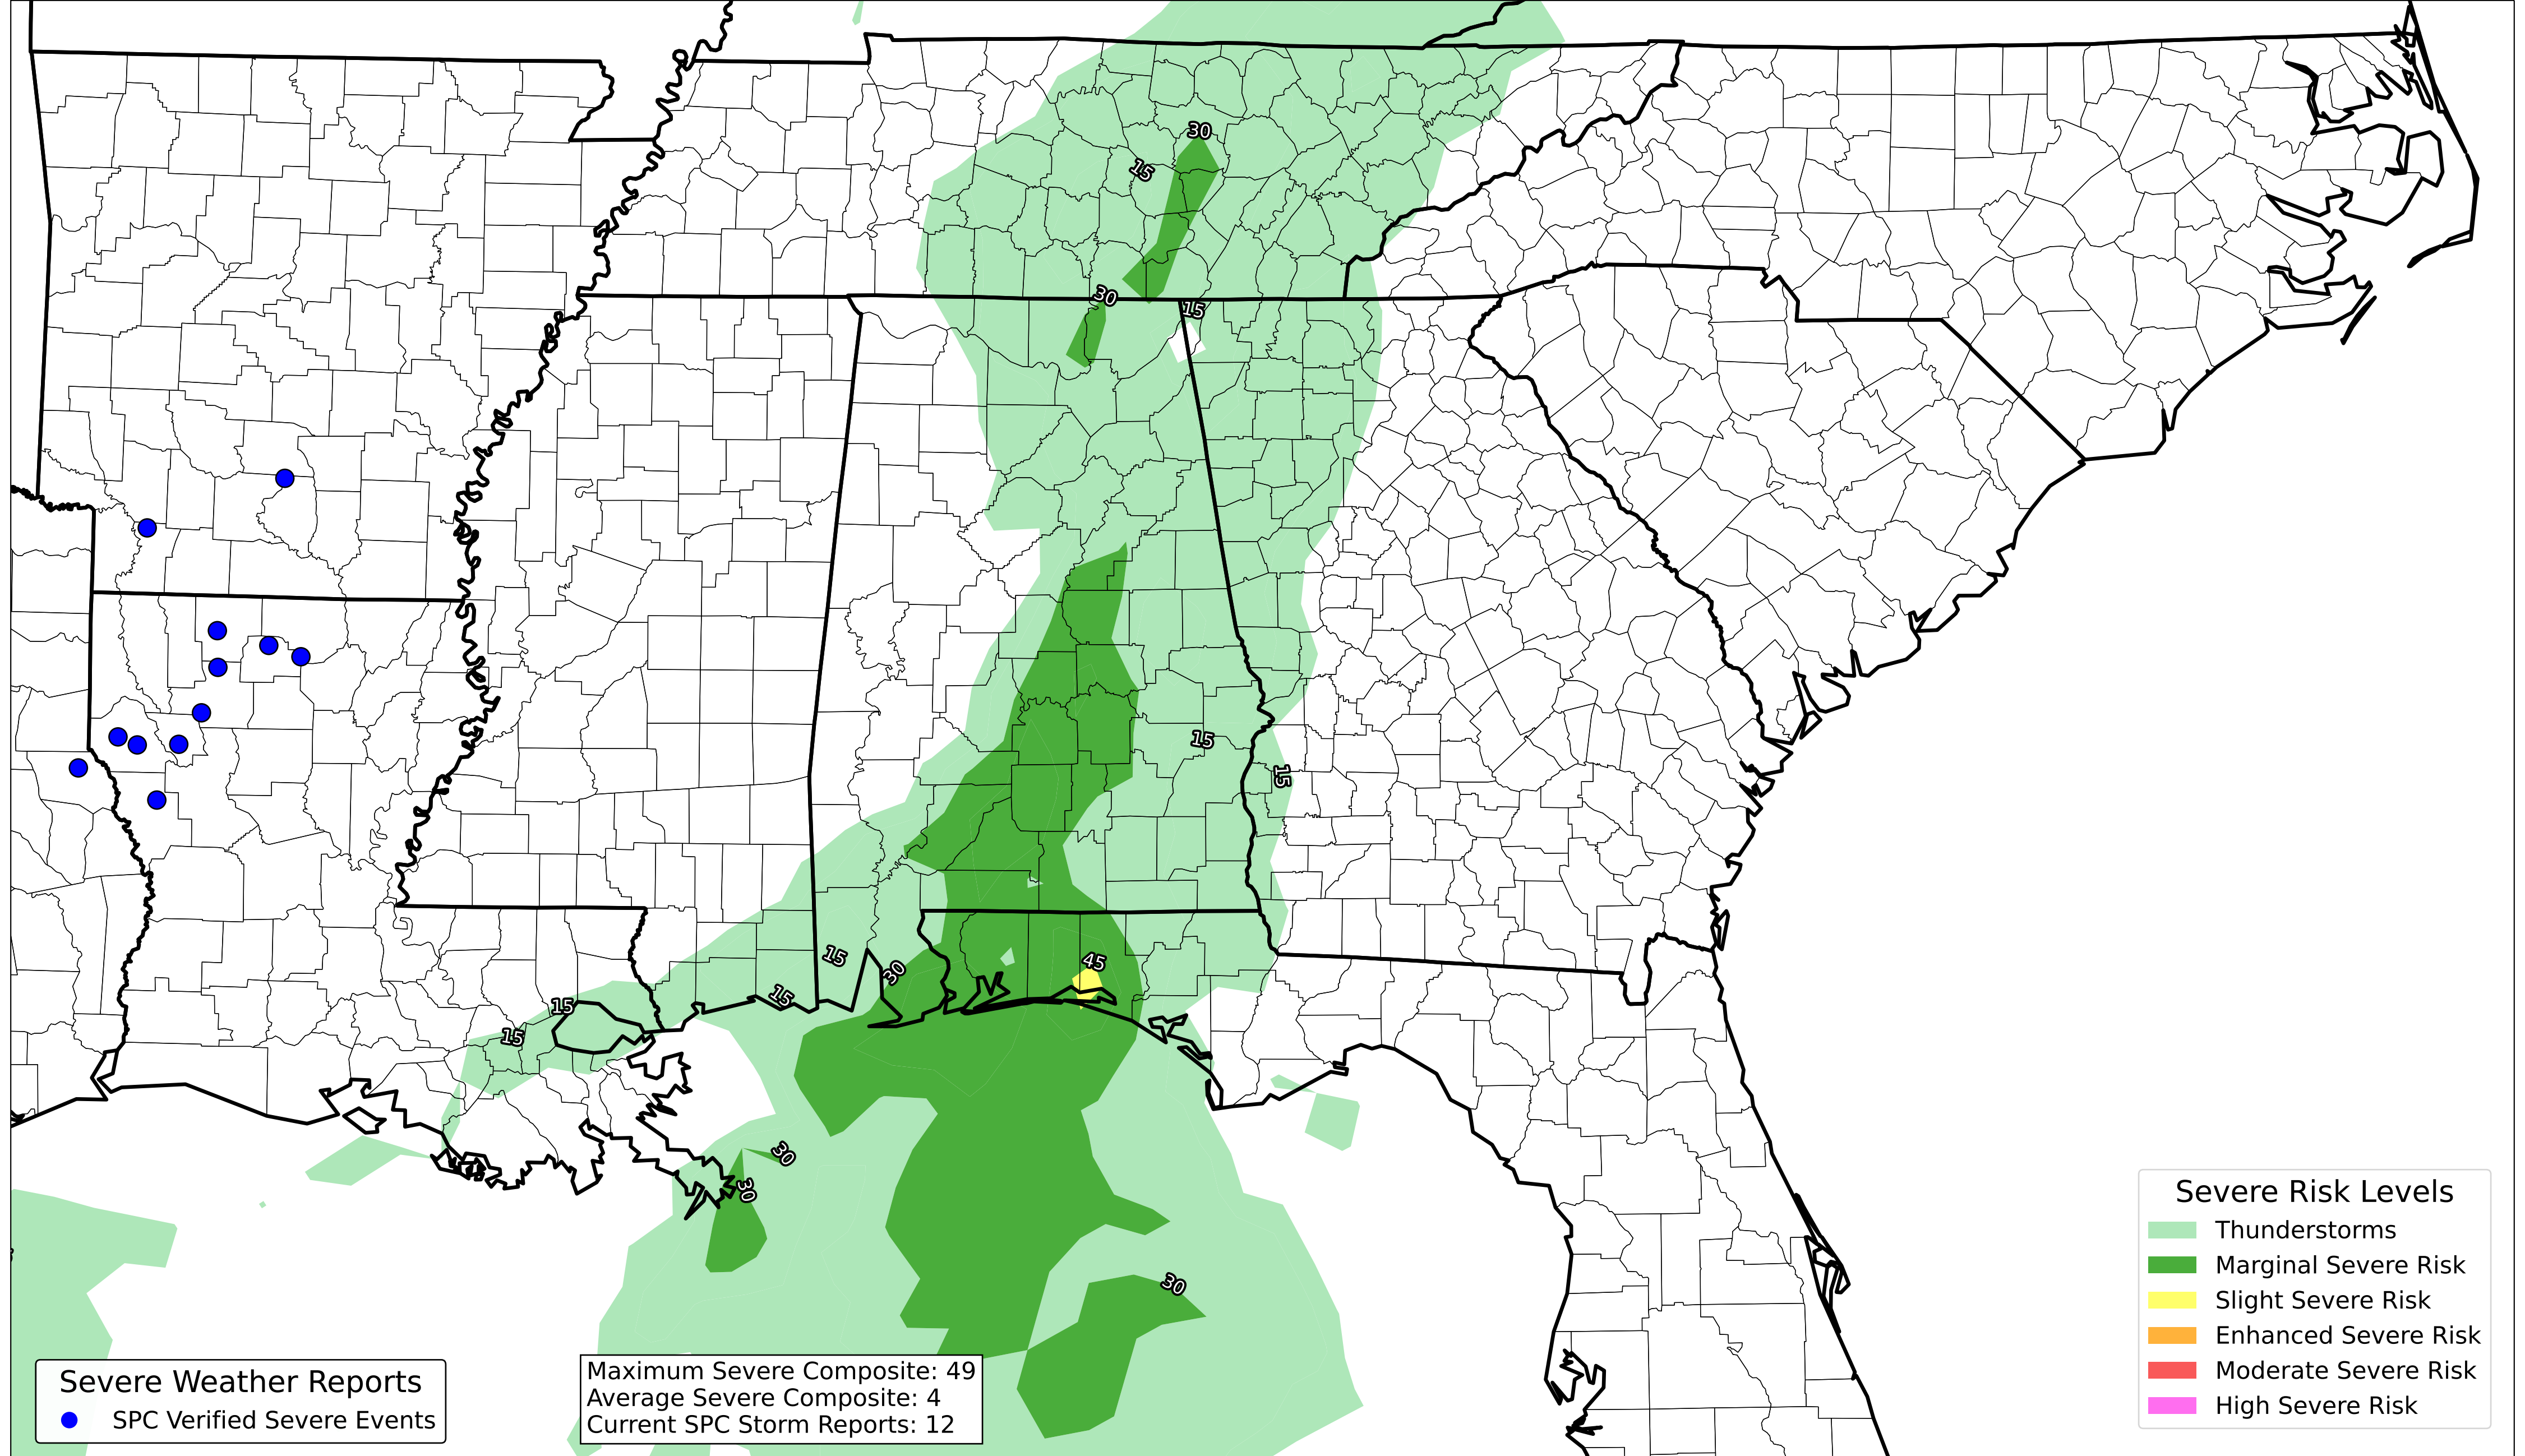 30
15
30
15
15
15
45
15
30
15
15
15
30
30
30
Severe Risk Levels
Thunderstorms
Marginal Severe Risk
Slight Severe Risk
Enhanced Severe Risk
Moderate Severe Risk
High Severe Risk
Severe Weather Reports
SPC Verified Severe Events
Maximum Severe Composite: 49
Average Severe Composite: 4
Current SPC Storm Reports: 12